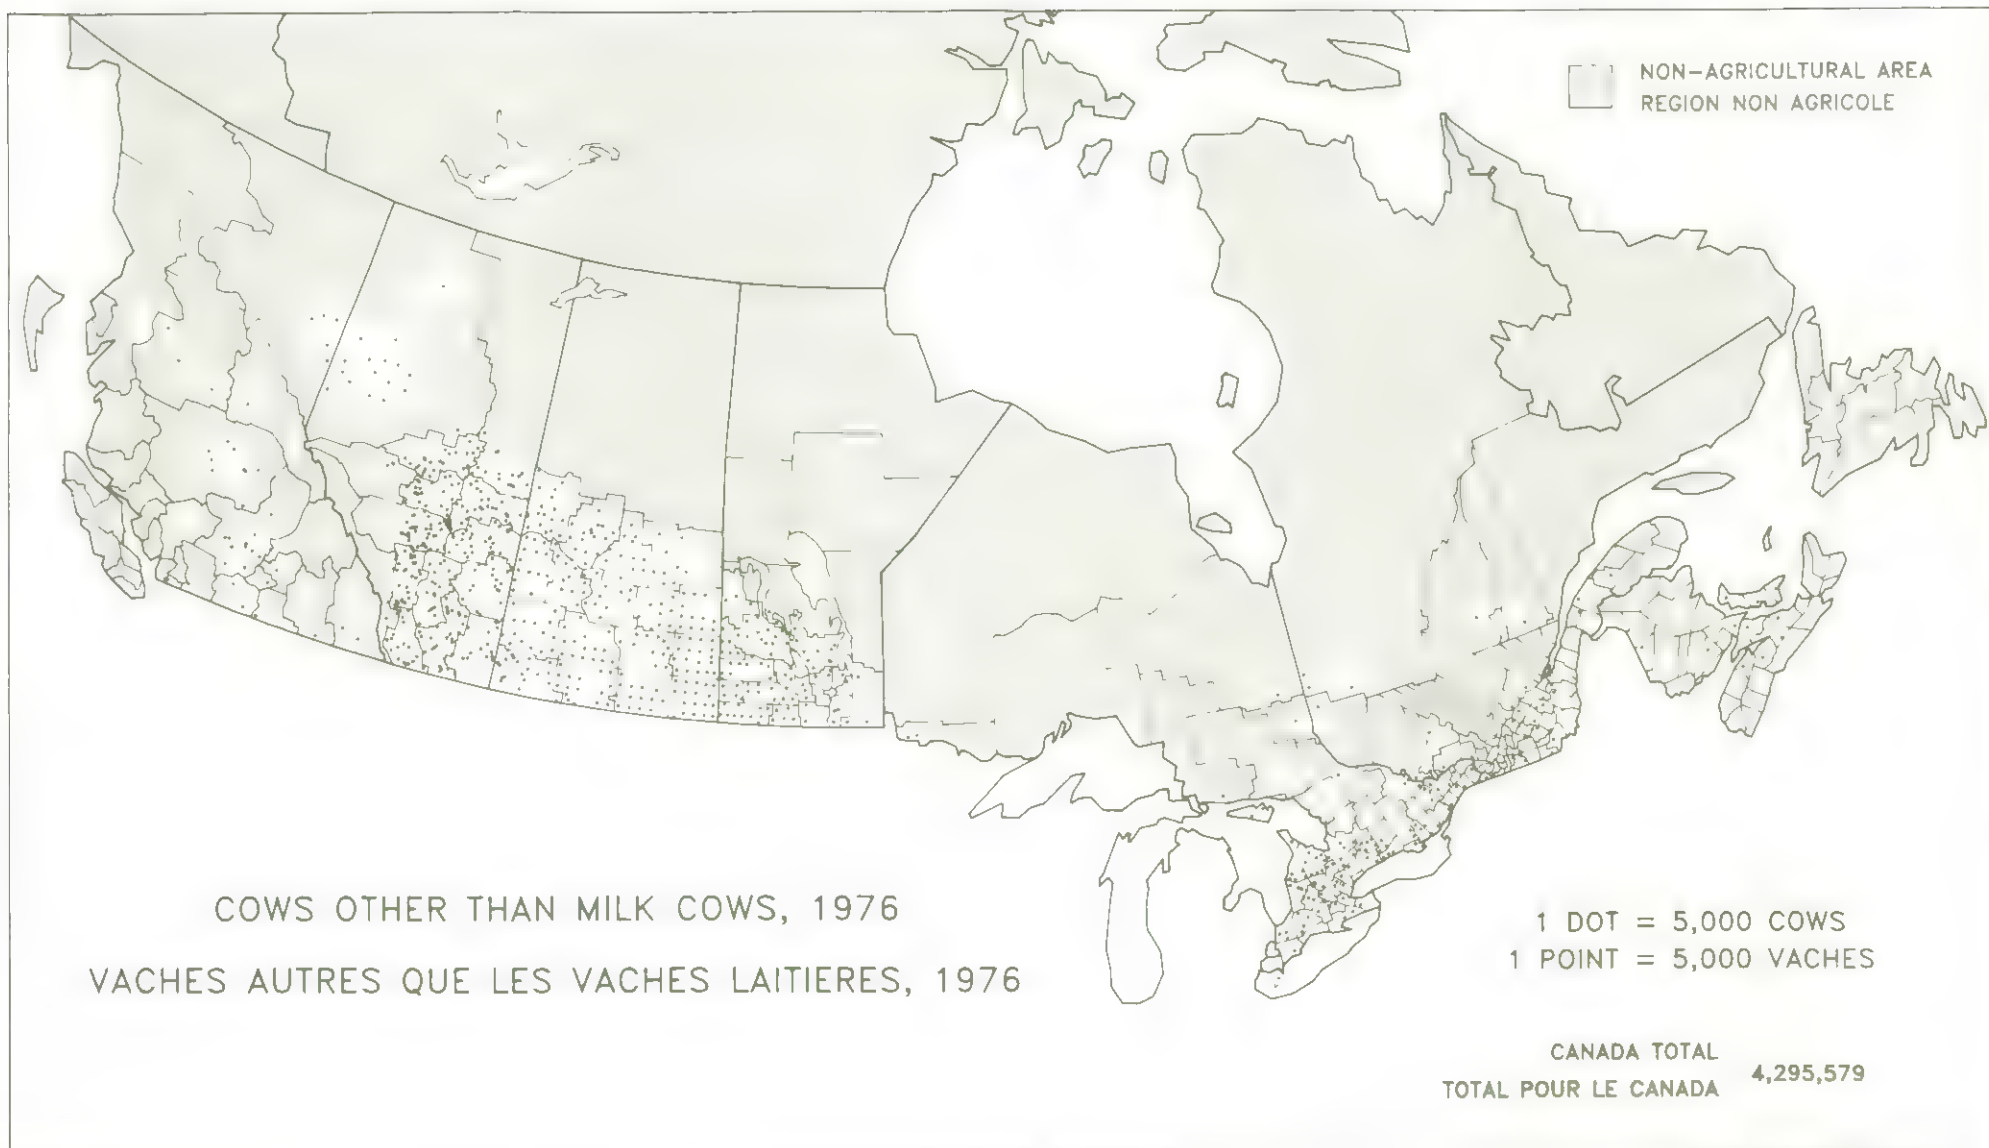 NON-AGRICULTURAL AREA
REGION NON AGRICOLE
COWS OTHER THAN MILK COWS, 1976
VACHES AUTRES QUE LES VACHES LAITIERES, 1976
1 DOT = 5,000 COWS
1 POINT = 5,000 VACHES
CANADA TOTAL
TOTAL POUR LE CANADA
4,295,579